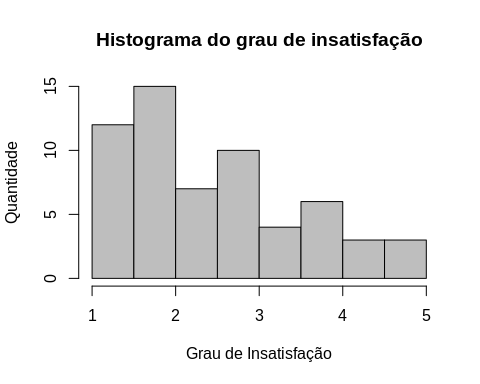 Histograma do grau de insatisfação
Quantidade
15
10
5
0
1 2 3 4 5
Grau de Insatisfação